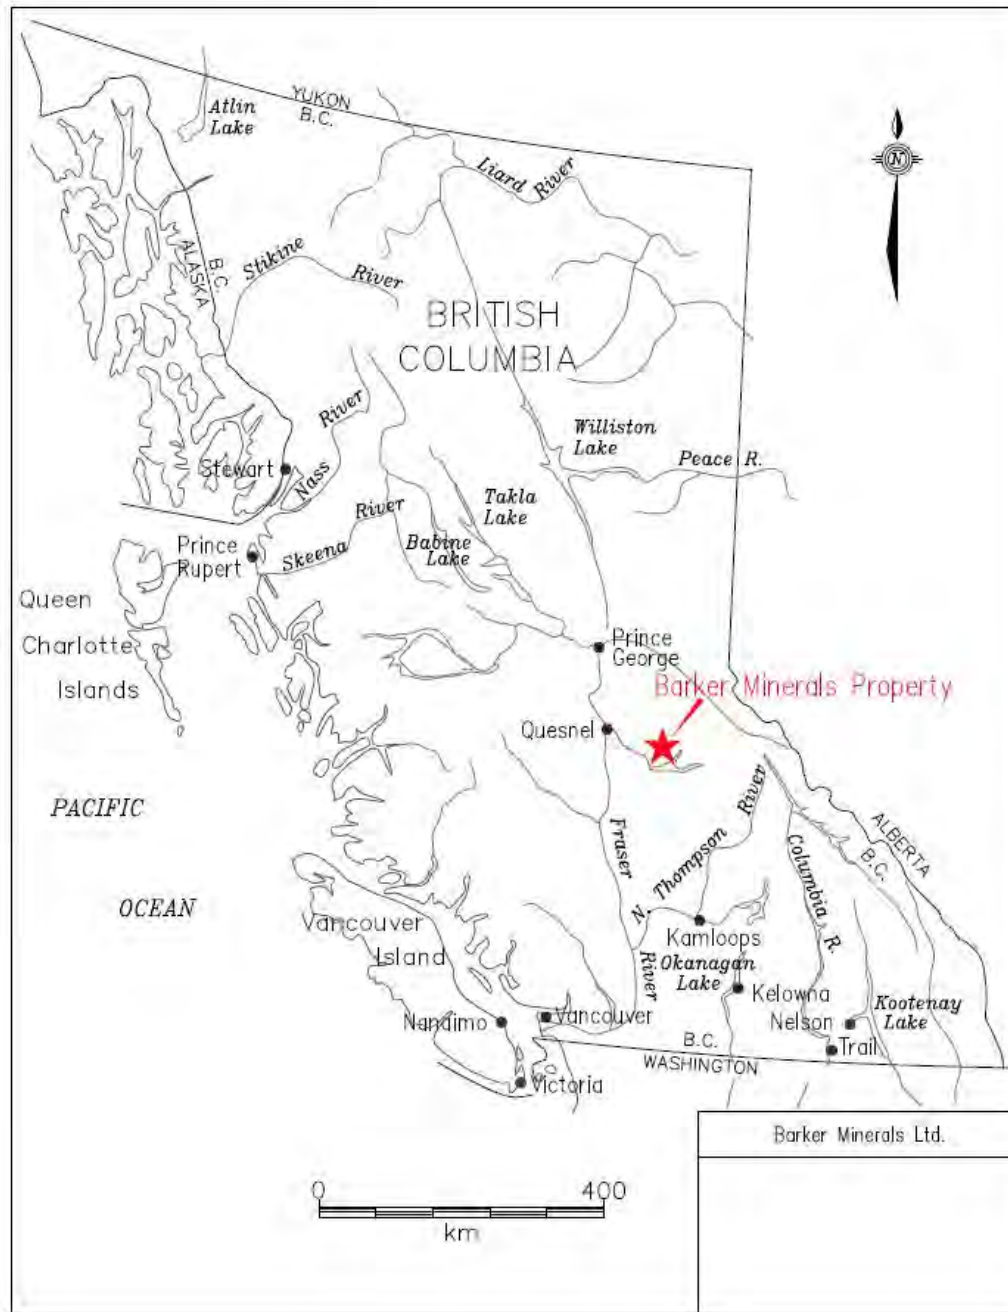 Atlin
Lake
YUKON
B.C.
Liard River
B.C.
ALASKA
Stikine River
BRITISH
COLUMBIA
Nass River
Stewart
Williston
Lake
Peace R.
Takla
Lake
Skeena River
Babine
Lake
Prince
Rupert
Queen
Charlotte
Islands
Prince
George
Barker Minerals Property
Quesnel
PACIFIC
OCEAN
Fraser River
N. Thompson River
Columbia R.
ALBERTA
B.C.
Vancouver
Island
Kamloops
Okanagan
Lake
Kelowna
Kootenay
Lake
Nelson
Trail
Nanaimo
Vancouver
Victoria
B.C.
WASHINGTON
N
Barker Minerals Ltd.
0 400
km